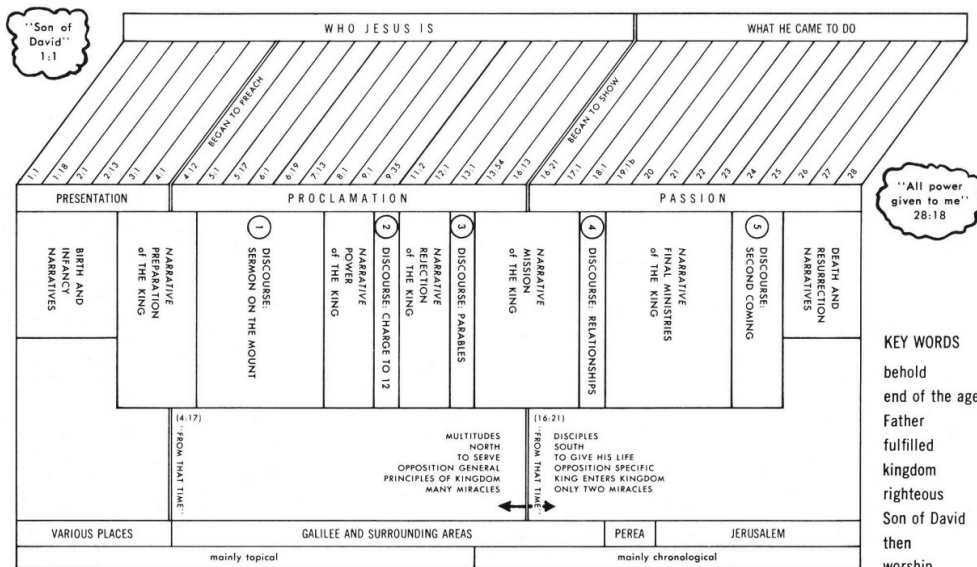 "Son of
David"
1:1
WHO JESUS IS
WHAT HE CAME TO DO
BEGAN TO PREACH
BEGAN TO SHOW
1:1
1:18
2:1
2:13
3:1
4:1
4:12
5:1
5:17
6:1
6:19
7:13
8:1
9:1
9:35
11:2
12:1
13:1
13:54
16:13
16:21
17:1
18:1
19:1b
20
21
22
23
24
25
26
27
28
"All power
given to me"
28:18
PRESENTATION
PROCLAMATION
PASSION
BIRTH AND
INFANCY
NARRATIVES
NARRATIVE
PREPARATION
of THE KING
1
DISCOURSE:
SERMON ON THE MOUNT
NARRATIVE
POWER
of THE KING
2
DISCOURSE: CHARGE TO 12
NARRATIVE
REJECTION
of THE KING
3
DISCOURSE: PARABLES
NARRATIVE
MISSION
of THE KING
4
DISCOURSE: RELATIONSHIPS
NARRATIVE
FINAL MINISTRIES
of THE KING
5
DISCOURSE:
SECOND COMING
DEATH AND
RESURRECTION
NARRATIVES
(4:17)
"FROM THAT TIME"
MULTITUDES
NORTH
TO SERVE
OPPOSITION GENERAL
PRINCIPLES OF KINGDOM
MANY MIRACLES
(16:21)
"FROM THAT TIME"
DISCIPLES
SOUTH
TO GIVE HIS LIFE
OPPOSITION SPECIFIC
KING ENTERS KINGDOM
ONLY TWO MIRACLES
VARIOUS PLACES
GALILEE AND SURROUNDING AREAS
PEREA
JERUSALEM
mainly topical
mainly chronological
KEY WORDS
behold
end of the age
Father
fulfilled
kingdom
righteous
Son of David
then
worship